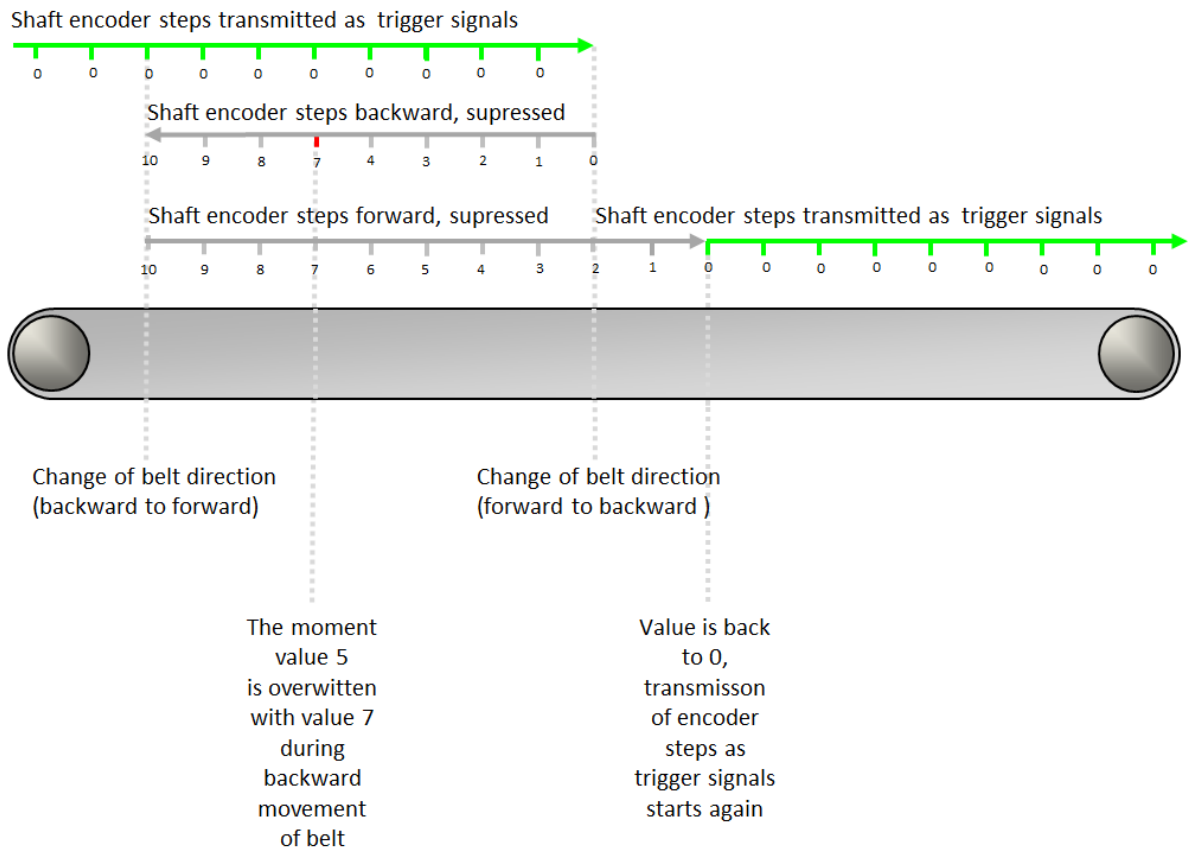 Shaft encoder steps transmitted as trigger signals
0 0 0 0 0 0 0 0 0 0
Shaft encoder steps backward, supressed
10 9 8 7 4 3 2 1 0
Shaft encoder steps forward, supressed
Shaft encoder steps transmitted as trigger signals
10 9 8 7 6 5 4 3 2 1 0 0 0 0 0 0 0 0 0
Change of belt direction
(backward to forward)
Change of belt direction
(forward to backward )
The moment
value 5
is overwitten
with value 7
during
backward
movement
of belt
Value is back
to 0,
transmisson
of encoder
steps as
trigger signals
starts again